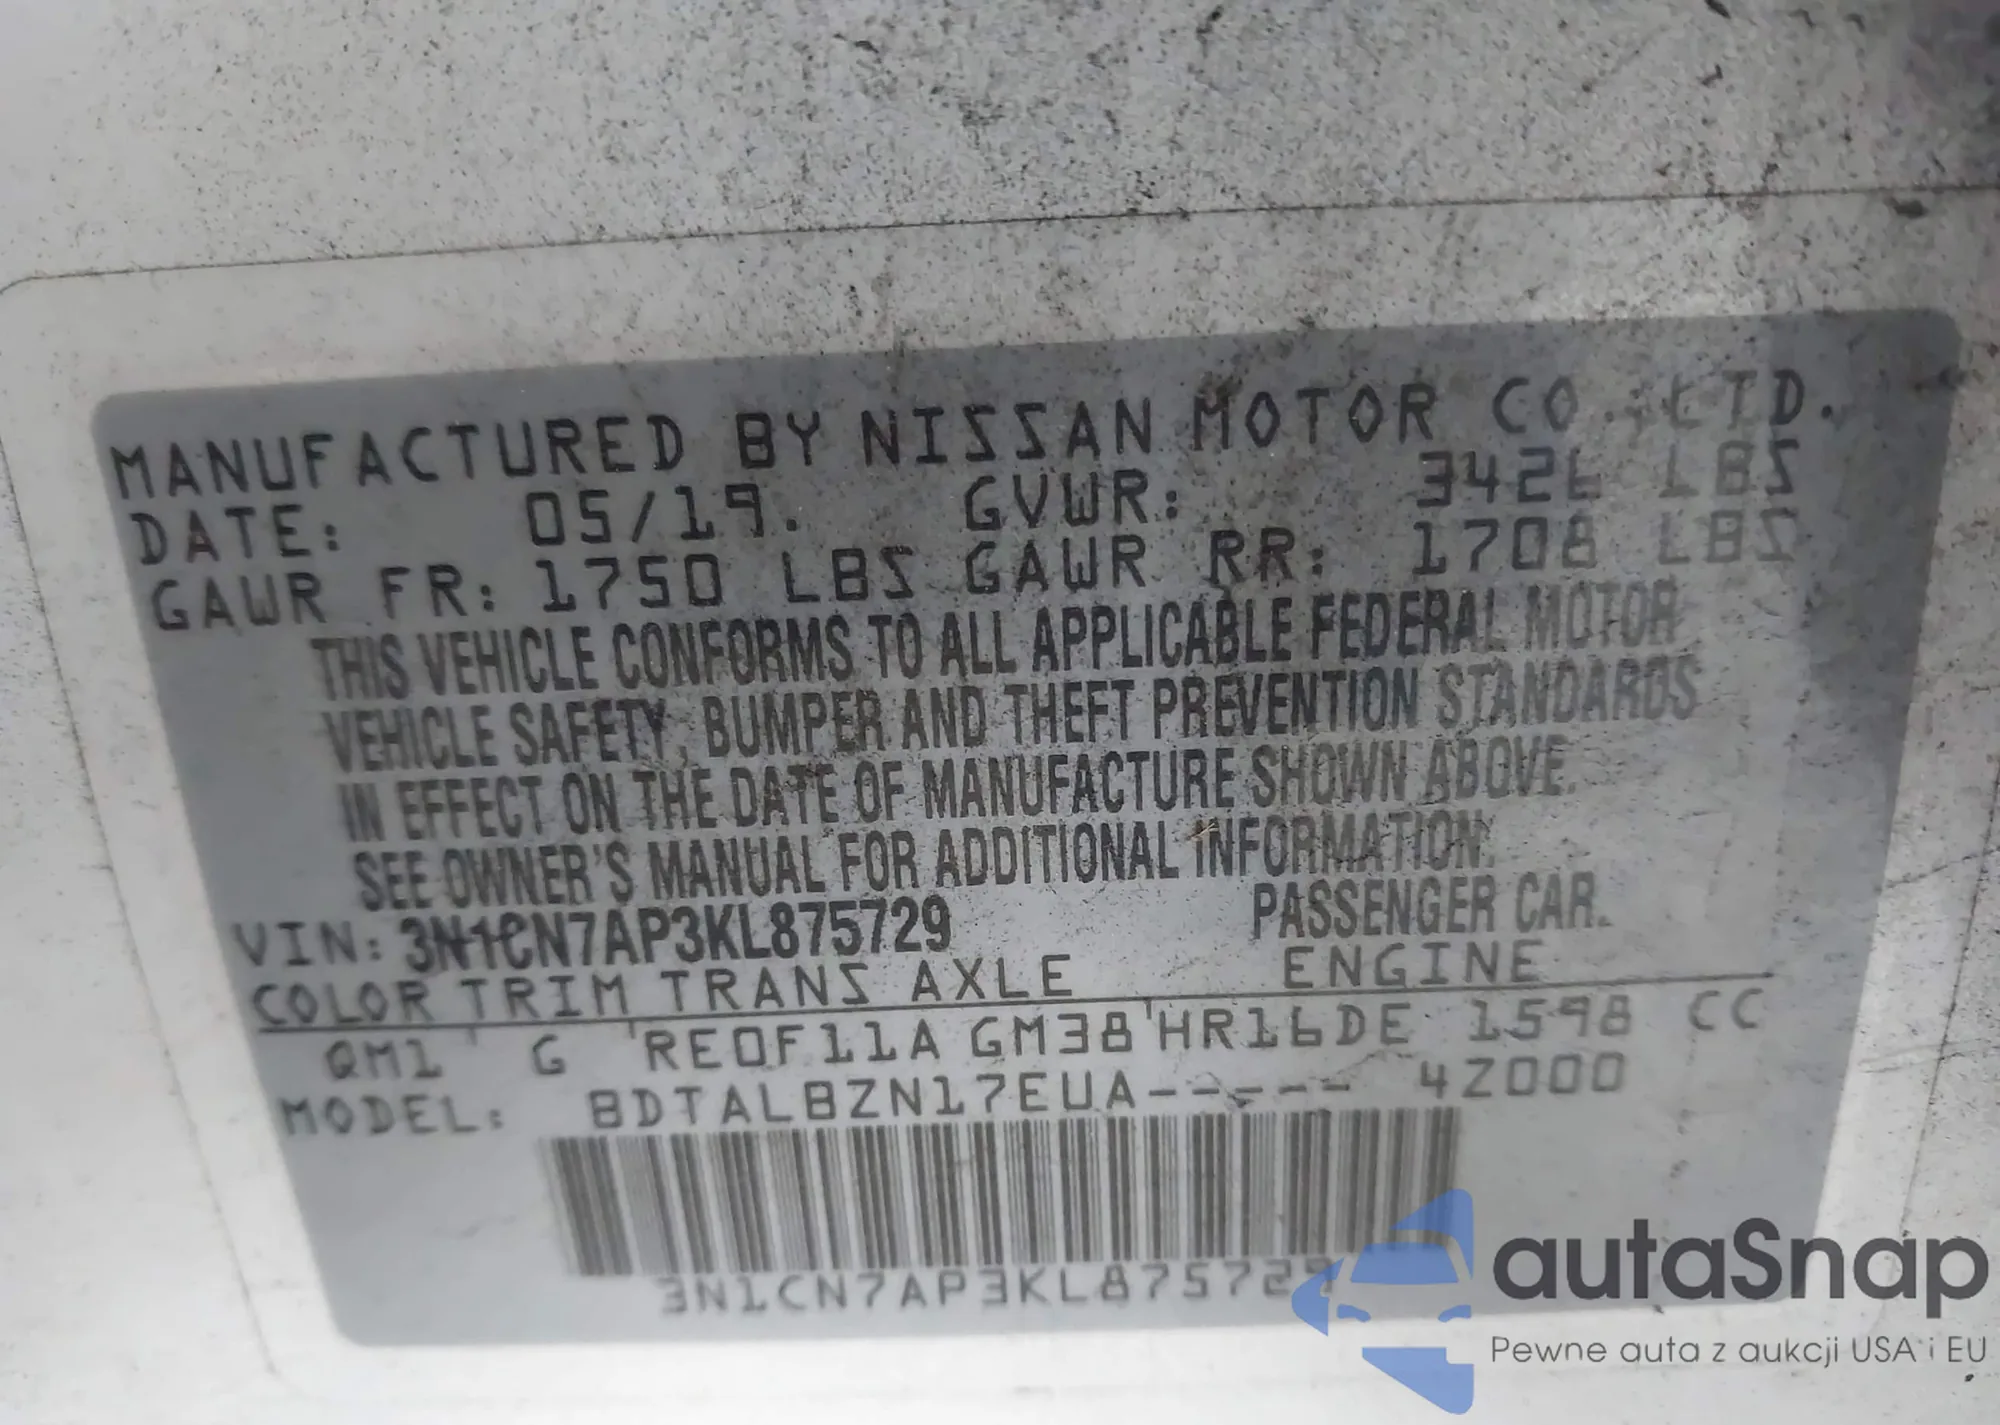 MANUFACTURED BY NISSAN MOTOR CO.,LTD.
DATE: 05/19. GVWR: 3426 LBS
GAWR FR: 1750 LBS GAWR RR: 1708 LBS
THIS VEHICLE CONFORMS TO ALL APPLICABLE FEDERAL MOTOR
VEHICLE SAFETY, BUMPER AND THEFT PREVENTION STANDARDS
IN EFFECT ON THE DATE OF MANUFACTURE SHOWN ABOVE.
SEE OWNER'S MANUAL FOR ADDITIONAL INFORMATION.
VIN: 3N1CN7AP3KL875729 PASSENGER CAR.
COLOR TRIM TRANS AXLE ENGINE
QM1 G RE0F11A GM38 HR16DE 1598 CC
MODEL: BDTALBZN17EUA----- 4Z000
3N1CN7AP3KL875729
autaSnap
Pewne auta z aukcji USA i EU